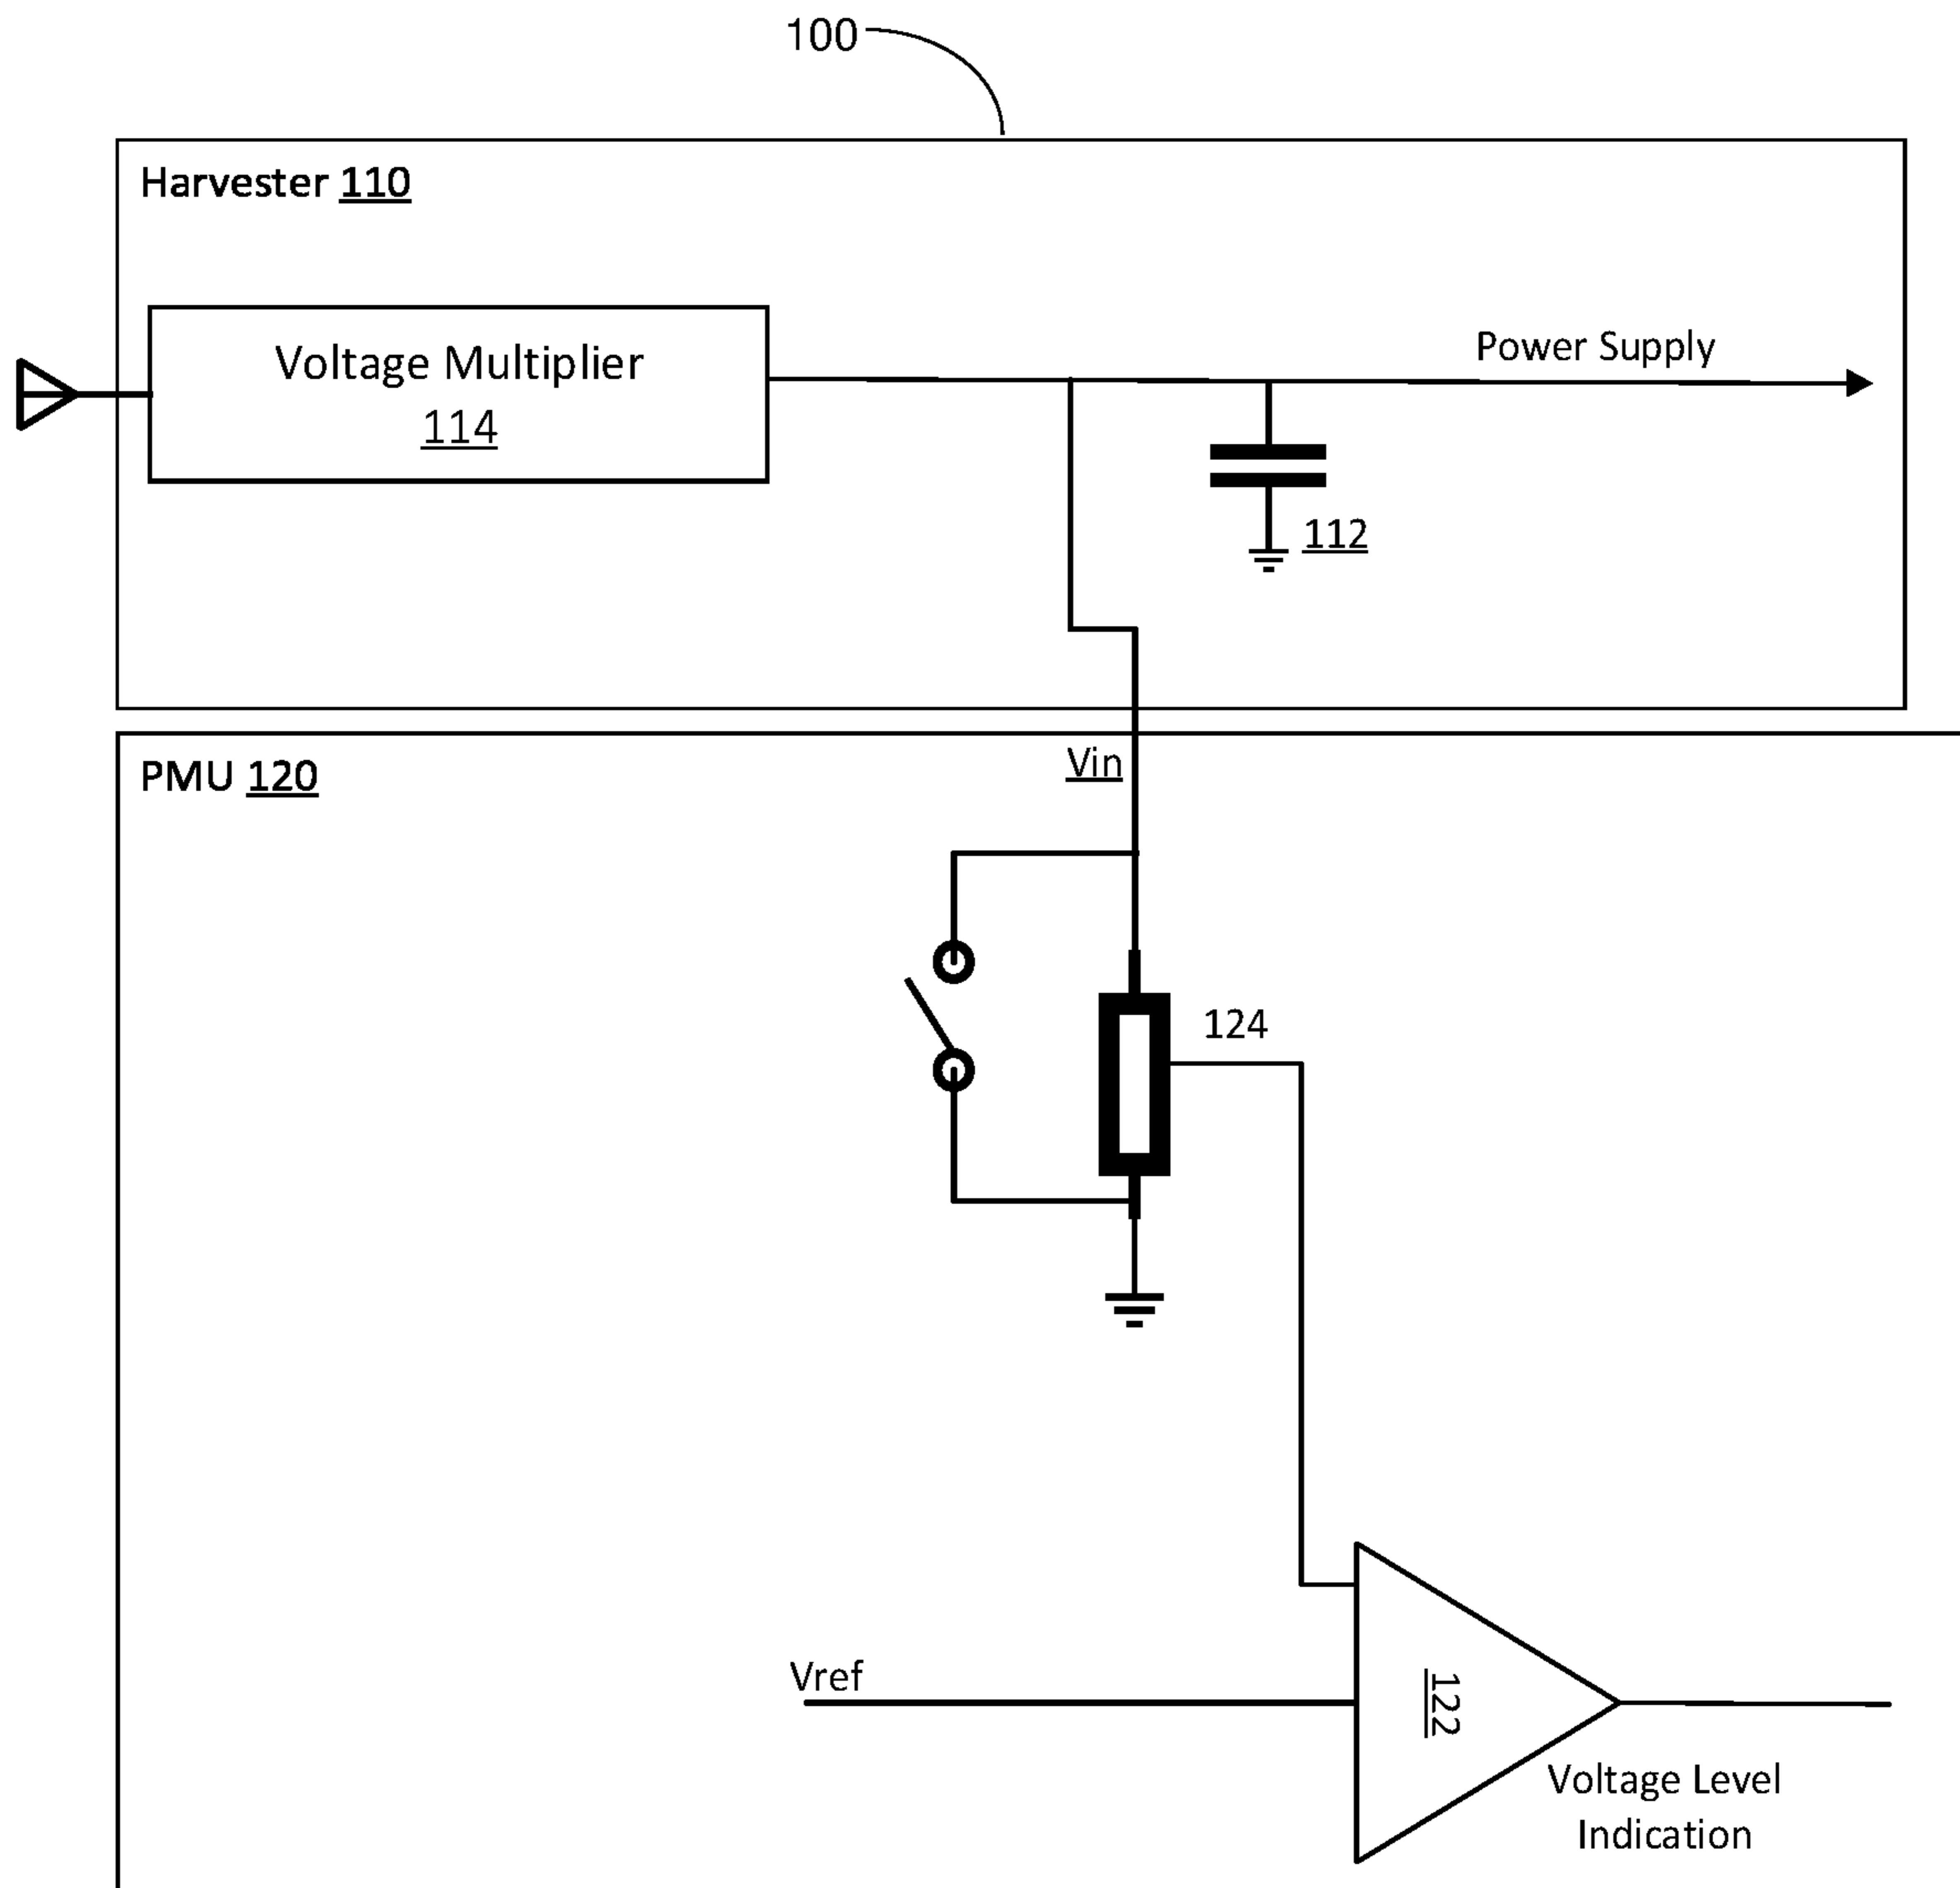 100
Harvester 110
Voltage Multiplier
114
Power Supply
112
Vin
PMU 120
124
Vref
122
Voltage Level
Indication